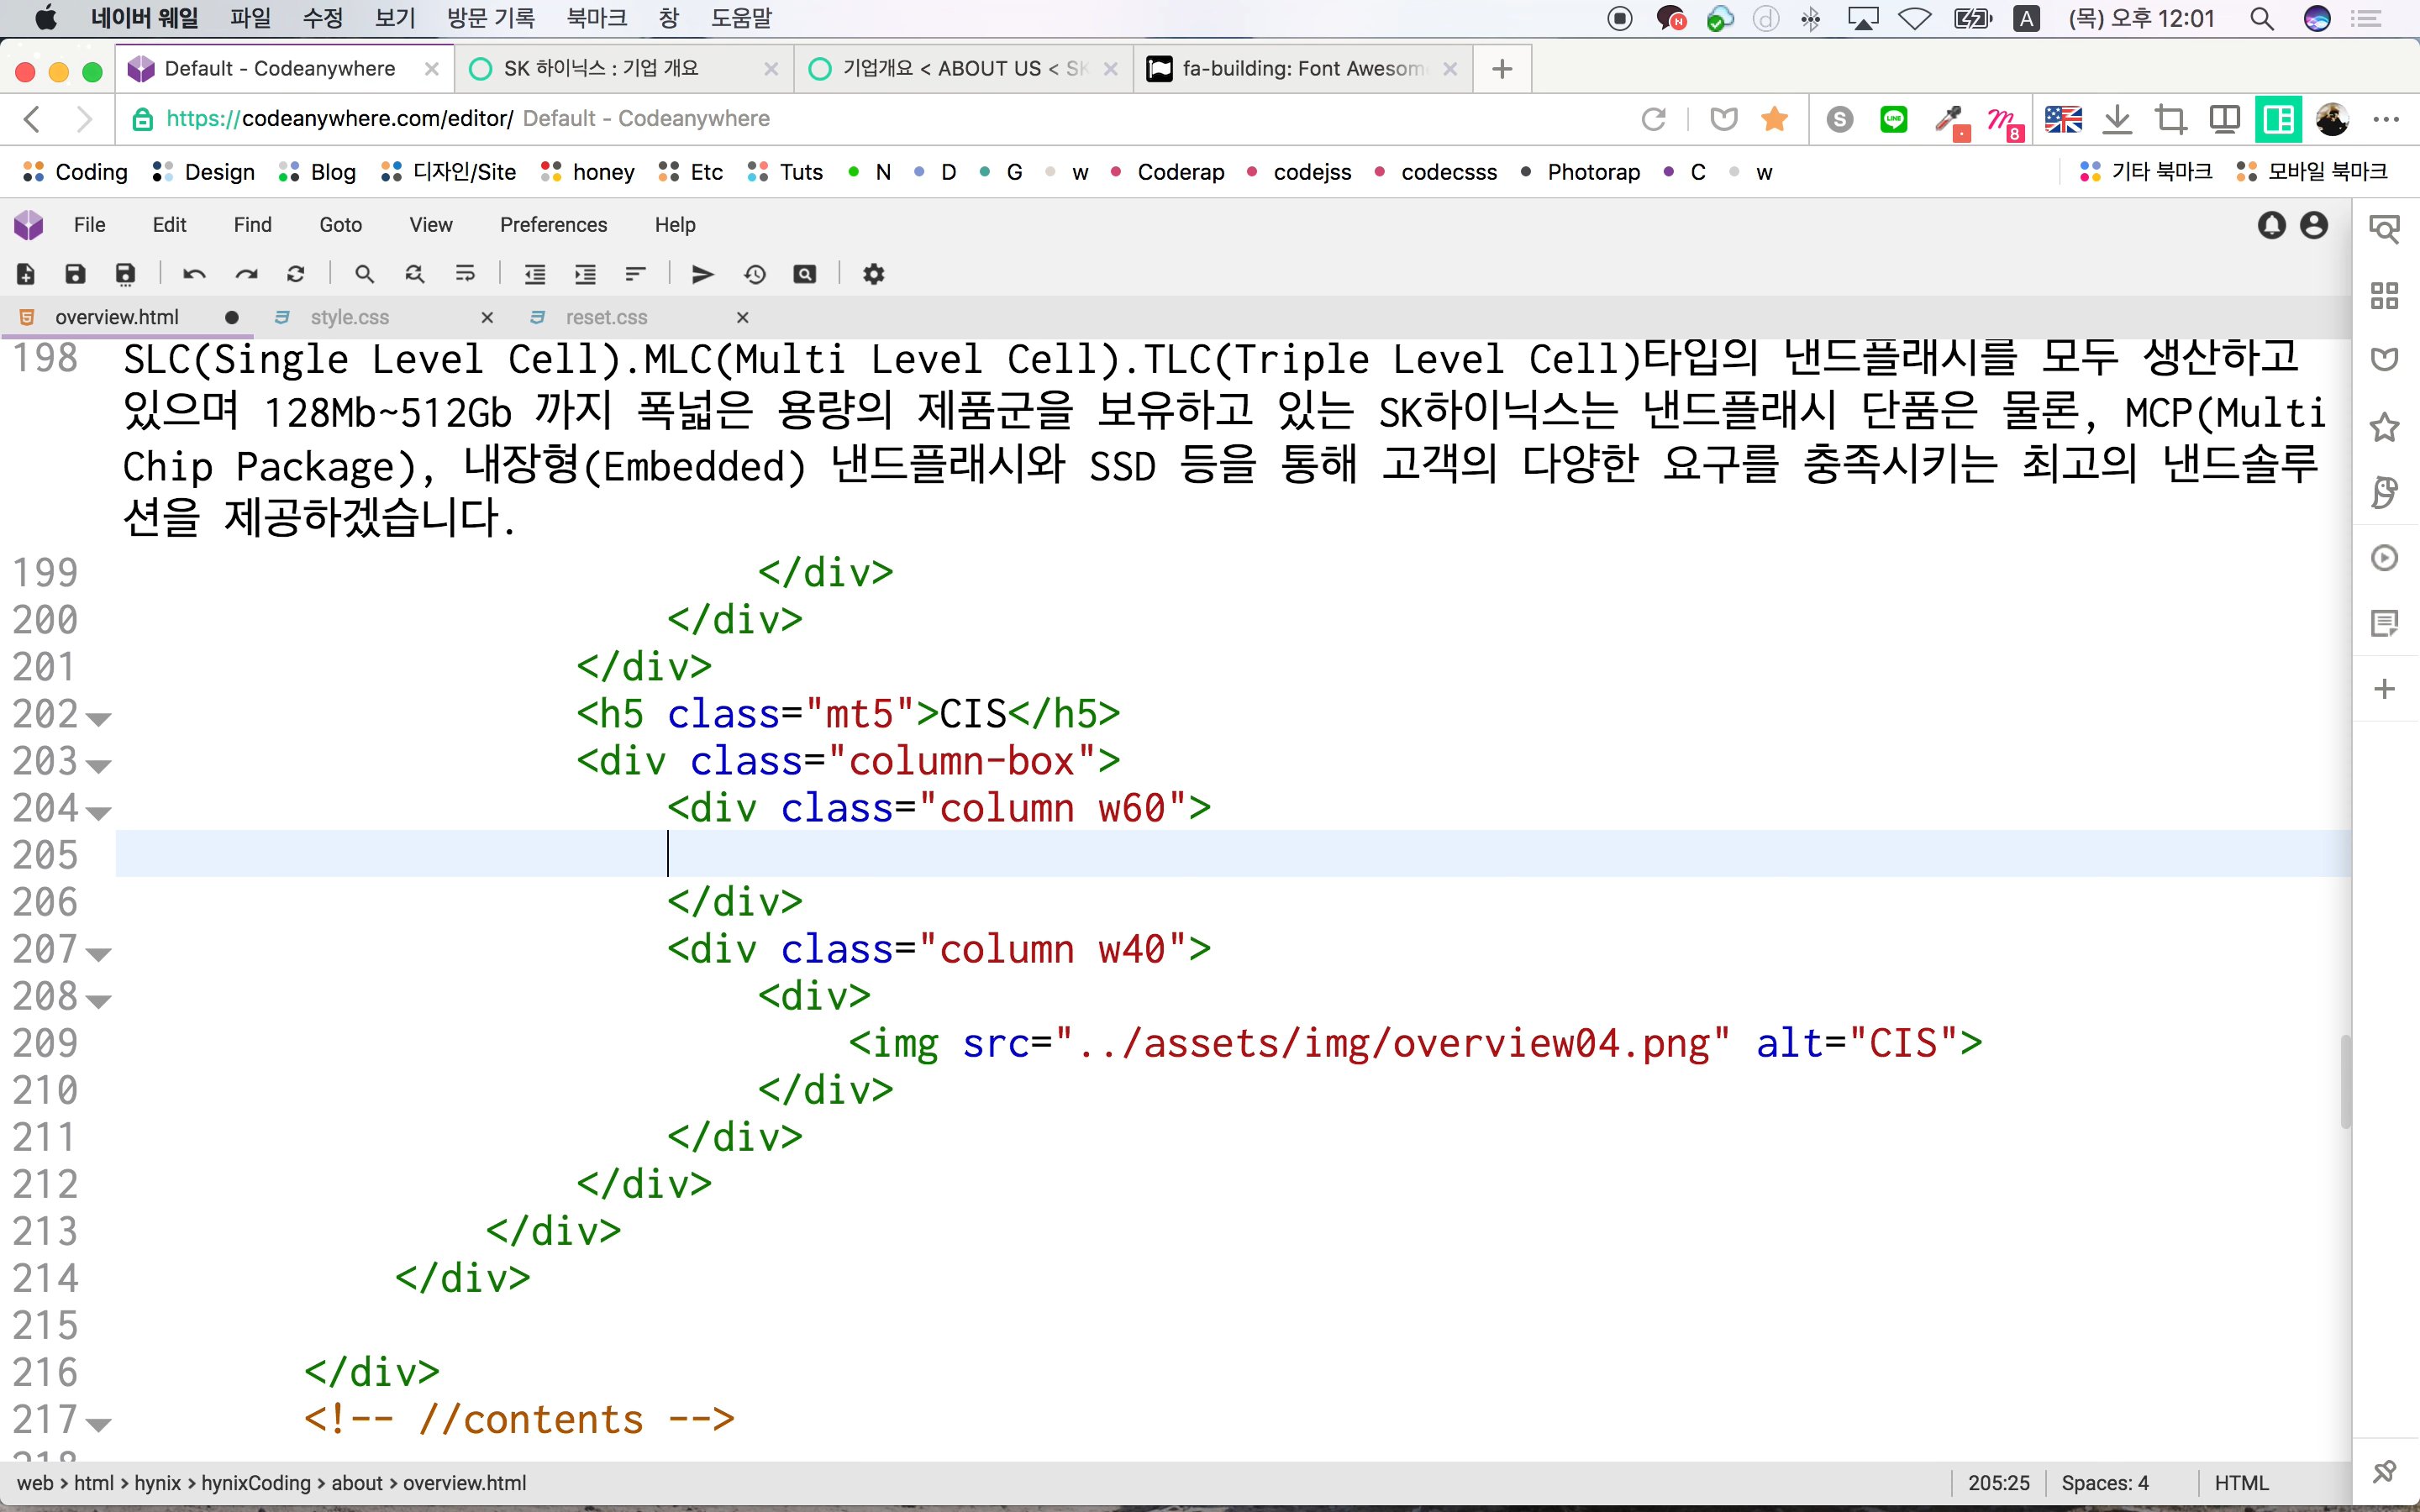 네이버 웨일 파일 수정 보기 방문 기록 북마크 창 도움말 A (목) 오후 12:01
Default - Codeanywhere SK 하이닉스 : 기업 개요 기업개요 < ABOUT US < SK fa-building: Font Awesom
https://codeanywhere.com/editor/ Default - Codeanywhere
Coding Design Blog 디자인/Site honey Etc Tuts N D G w Coderap codejss codecsss Photorap C w 기타 북마크 모바일 북마크
File Edit Find Goto View Preferences Help
overview.html style.css reset.css
198 SLC(Single Level Cell).MLC(Multi Level Cell).TLC(Triple Level Cell)타입의 낸드플래시를 모두 생산하고
있으며 128Mb~512Gb 까지 폭넓은 용량의 제품군을 보유하고 있는 SK하이닉스는 낸드플래시 단품은 물론, MCP(Multi
Chip Package), 내장형(Embedded) 낸드플래시와 SSD 등을 통해 고객의 다양한 요구를 충족시키는 최고의 낸드솔루
션을 제공하겠습니다.
199 </div>
200 </div>
201 </div>
202 <h5 class="mt5">CIS</h5>
203 <div class="column-box">
204 <div class="column w60">
205
206 </div>
207 <div class="column w40">
208 <div>
209 <img src="../assets/img/overview04.png" alt="CIS">
210 </div>
211 </div>
212 </div>
213 </div>
214 </div>
215
216 </div>
217 <!-- //contents -->
web > html > hynix > hynixCoding > about > overview.html 205:25 Spaces: 4 HTML